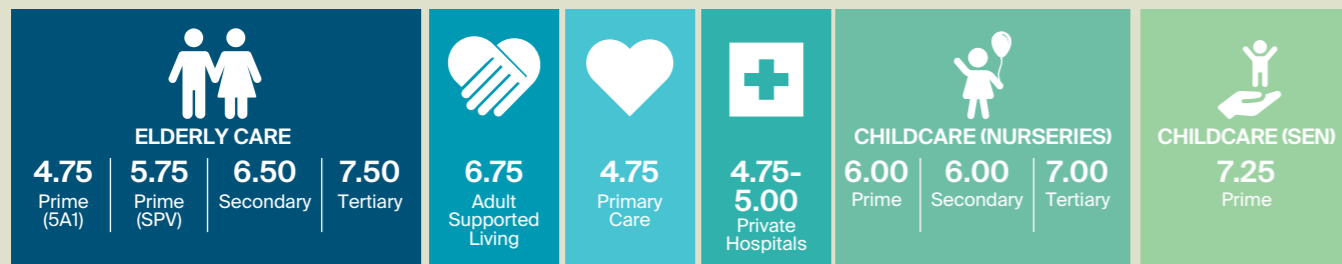 ELDERLY CARE
4.75
Prime
(5A1)
5.75
Prime
(SPV)
6.50
Secondary
7.50
Tertiary
6.75
Adult
Supported
Living
4.75
Primary
Care
4.75-
5.00
Private
Hospitals
CHILDCARE (NURSERIES)
6.00
Prime
6.00
Secondary
7.00
Tertiary
CHILDCARE (SEN)
7.25
Prime